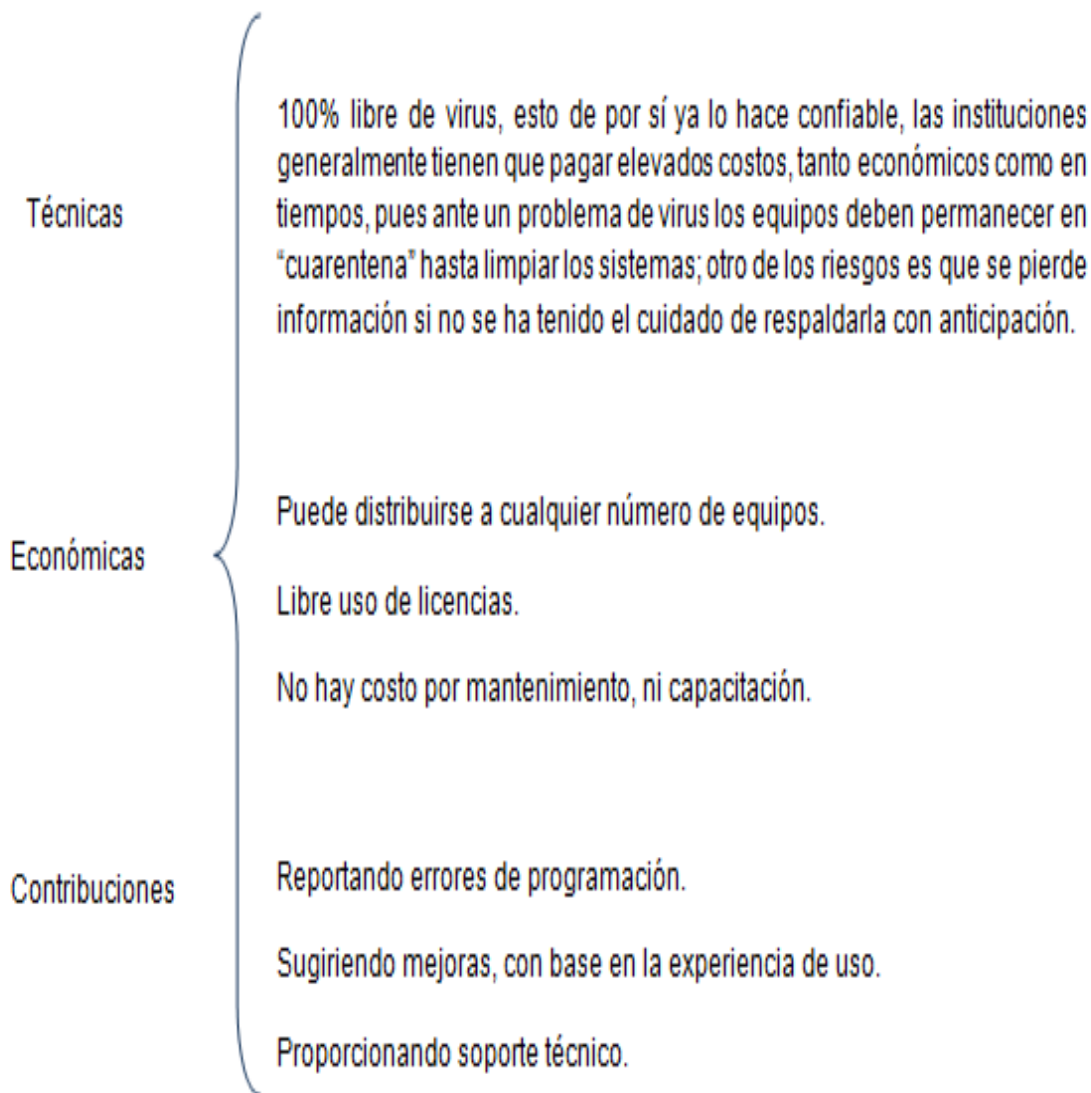 Técnicas
100% libre de virus, esto de por sí ya lo hace confiable, las instituciones
generalmente tienen que pagar elevados costos, tanto económicos como en
tiempos, pues ante un problema de virus los equipos deben permanecer en
“cuarentena” hasta limpiar los sistemas; otro de los riesgos es que se pierde
información si no se ha tenido el cuidado de respaldarla con anticipación.
Económicas
Puede distribuirse a cualquier número de equipos.
Libre uso de licencias.
No hay costo por mantenimiento, ni capacitación.
Contribuciones
Reportando errores de programación.
Sugiriendo mejoras, con base en la experiencia de uso.
Proporcionando soporte técnico.